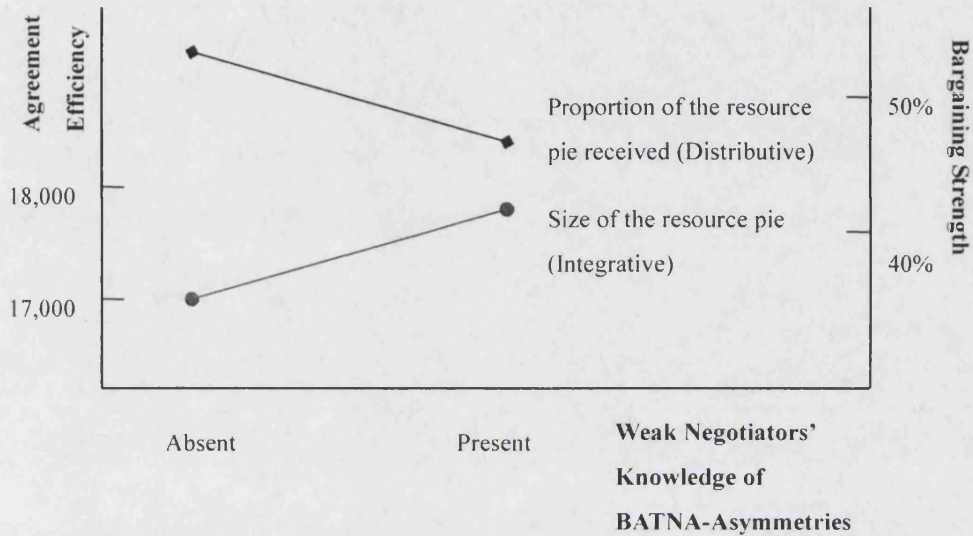 Agreement
Efficiency
18,000
17,000
Proportion of the resource
pie received (Distributive)
Size of the resource pie
(Integrative)
50%
40%
Bargaining Strength
Absent
Present
Weak Negotiators'
Knowledge of
BATNA-Asymmetries